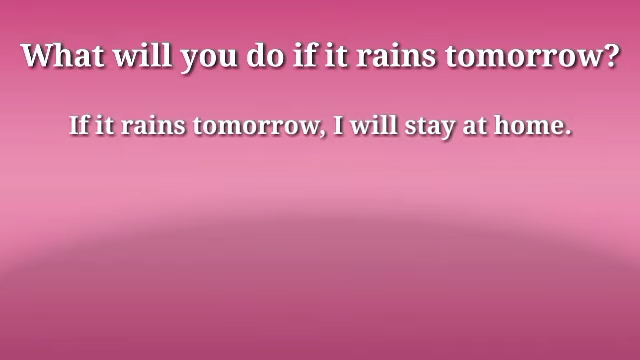 What will you do if it rains tomorrow?
If it rains tomorrow, I will stay at home.